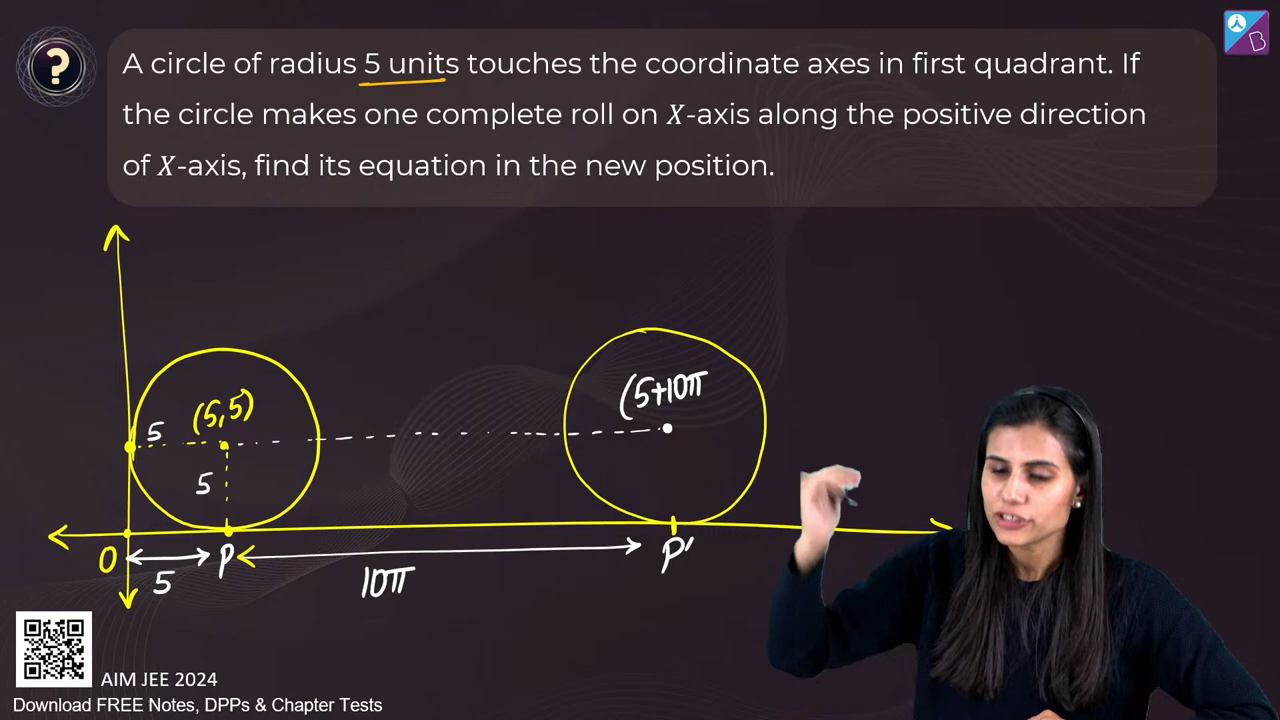 ?
A circle of radius 5 units touches the coordinate axes in first quadrant. If
the circle makes one complete roll on X-axis along the positive direction
of X-axis, find its equation in the new position.
B
(5,5)
(5+10π
5
5
O
P
P'
5
10π
AIM JEE 2024
Download FREE Notes, DPPs & Chapter Tests